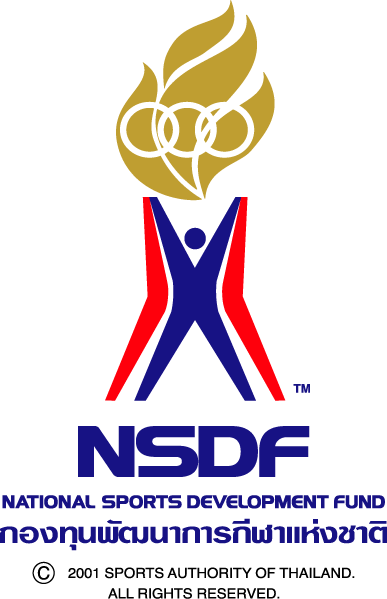 TM
NSDF
NATIONAL SPORTS DEVELOPMENT FUND
กองทุนพัฒนาการกีฬาแห่งชาติ
© 2001 SPORTS AUTHORITY OF THAILAND.
ALL RIGHTS RESERVED.